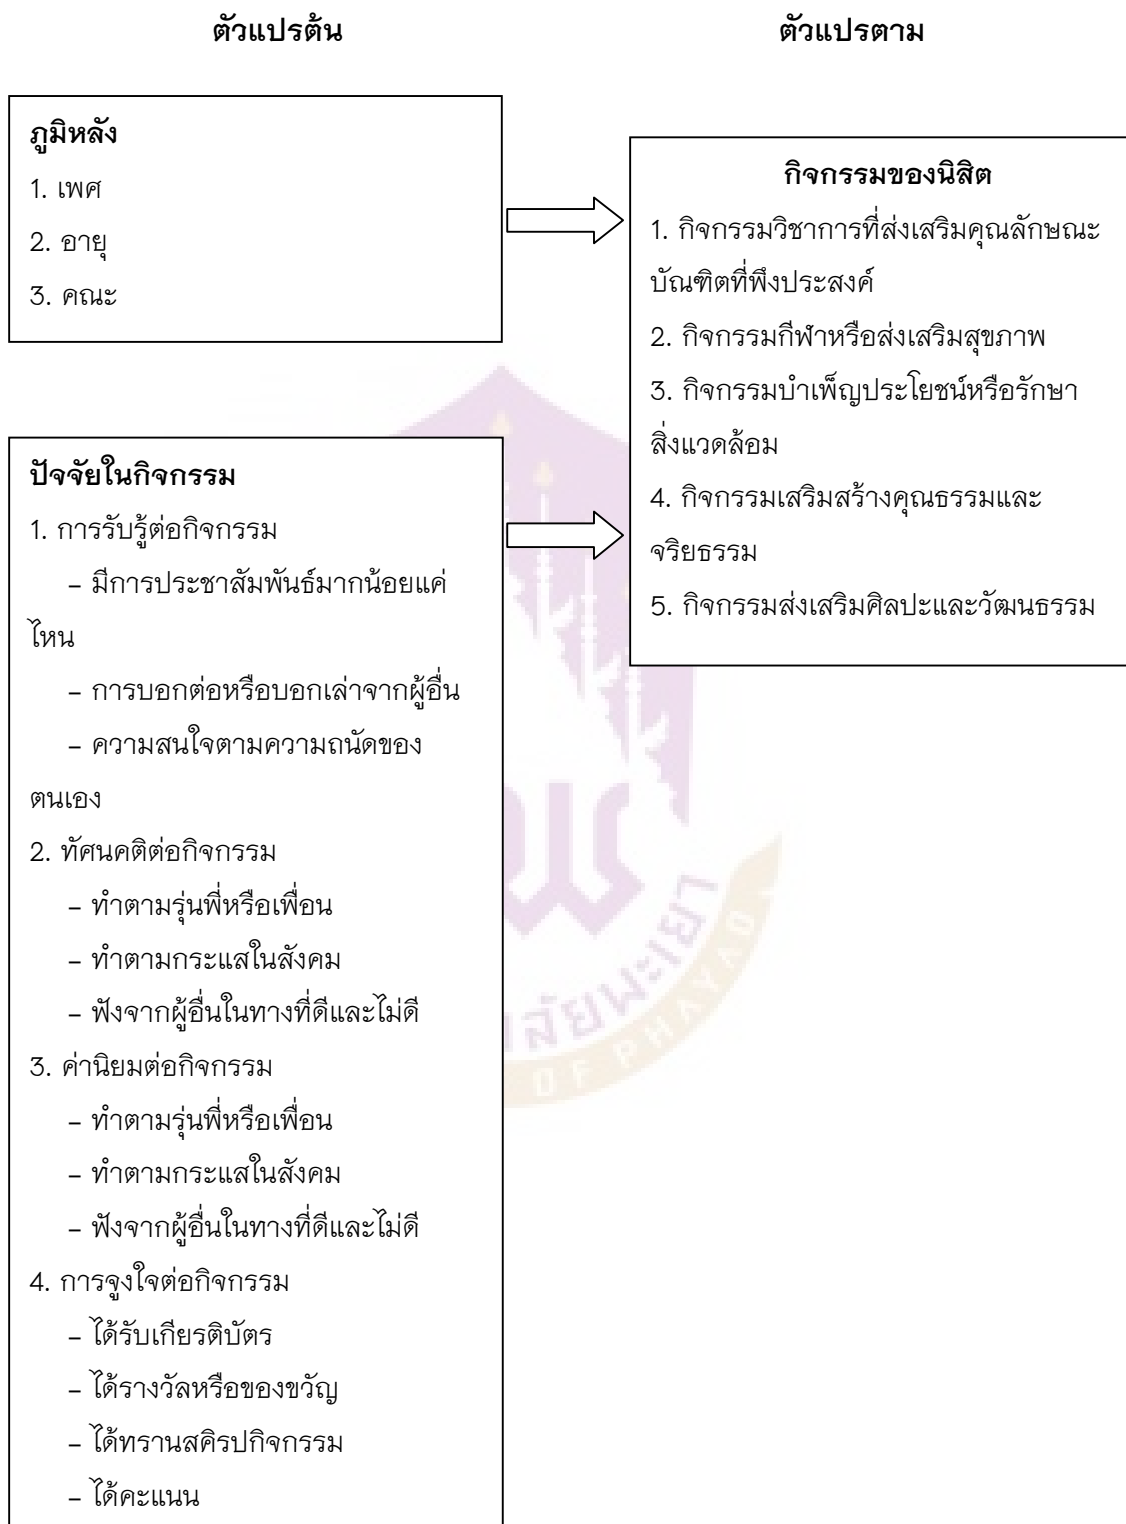 ตัวแปรต้น
ตัวแปรตาม
ภูมิหลัง
1. เพศ
2. อายุ
3. คณะ
ปัจจัยในกิจกรรม
1. การรับรู้ต่อกิจกรรม
– มีการประชาสัมพันธ์มากน้อยแค่
ไหน
– การบอกต่อหรือบอกเล่าจากผู้อื่น
– ความสนใจตามความถนัดของ
ตนเอง
2. ทัศนคติต่อกิจกรรม
– ทำตามรุ่นพี่หรือเพื่อน
– ทำตามกระแสในสังคม
– ฟังจากผู้อื่นในทางที่ดีและไม่ดี
3. ค่านิยมต่อกิจกรรม
– ทำตามรุ่นพี่หรือเพื่อน
– ทำตามกระแสในสังคม
– ฟังจากผู้อื่นในทางที่ดีและไม่ดี
4. การจูงใจต่อกิจกรรม
– ได้รับเกียรติบัตร
– ได้รางวัลหรือของขวัญ
– ได้ทรานสคิรปกิจกรรม
– ได้คะแนน
กิจกรรมของนิสิต
1. กิจกรรมวิชาการที่ส่งเสริมคุณลักษณะ
บัณฑิตที่พึงประสงค์
2. กิจกรรมกีฬาหรือส่งเสริมสุขภาพ
3. กิจกรรมบำเพ็ญประโยชน์หรือรักษา
สิ่งแวดล้อม
4. กิจกรรมเสริมสร้างคุณธรรมและ
จริยธรรม
5. กิจกรรมส่งเสริมศิลปะและวัฒนธรรม
ลัยพะเยา
OF PHAYAO